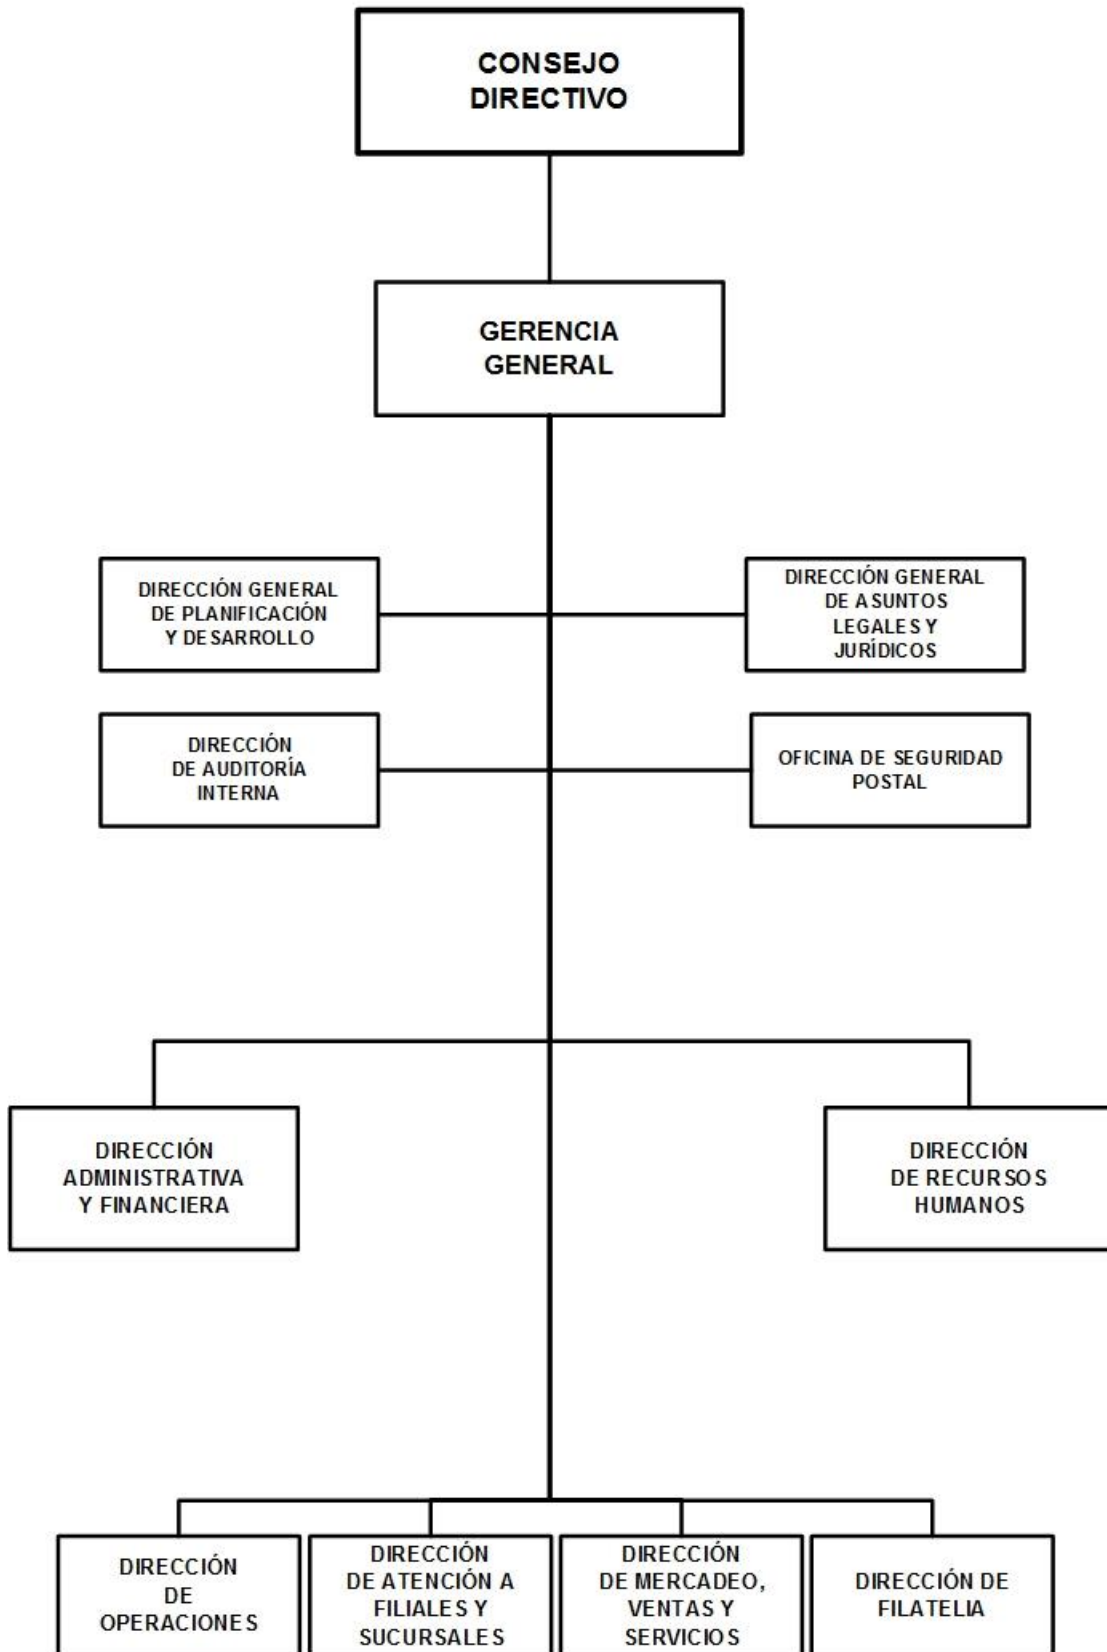 CONSEJO
DIRECTIVO
GERENCIA
GENERAL
DIRECCIÓN GENERAL
DE PLANIFICACIÓN
Y DESARROLLO
DIRECCIÓN GENERAL
DE ASUNTOS
LEGALES Y
JURÍDICOS
DIRECCIÓN
DE AUDITORÍA
INTERNA
OFICINA DE SEGURIDAD
POSTAL
DIRECCIÓN
ADMINISTRATIVA
Y FINANCIERA
DIRECCIÓN
DE RECURSOS
HUMANOS
DIRECCIÓN
DE
OPERACIONES
DIRECCIÓN
DE ATENCIÓN A
FILIALES Y
SUCURSALES
DIRECCIÓN
DE MERCADEO,
VENTAS Y
SERVICIOS
DIRECCIÓN DE
FILATELIA